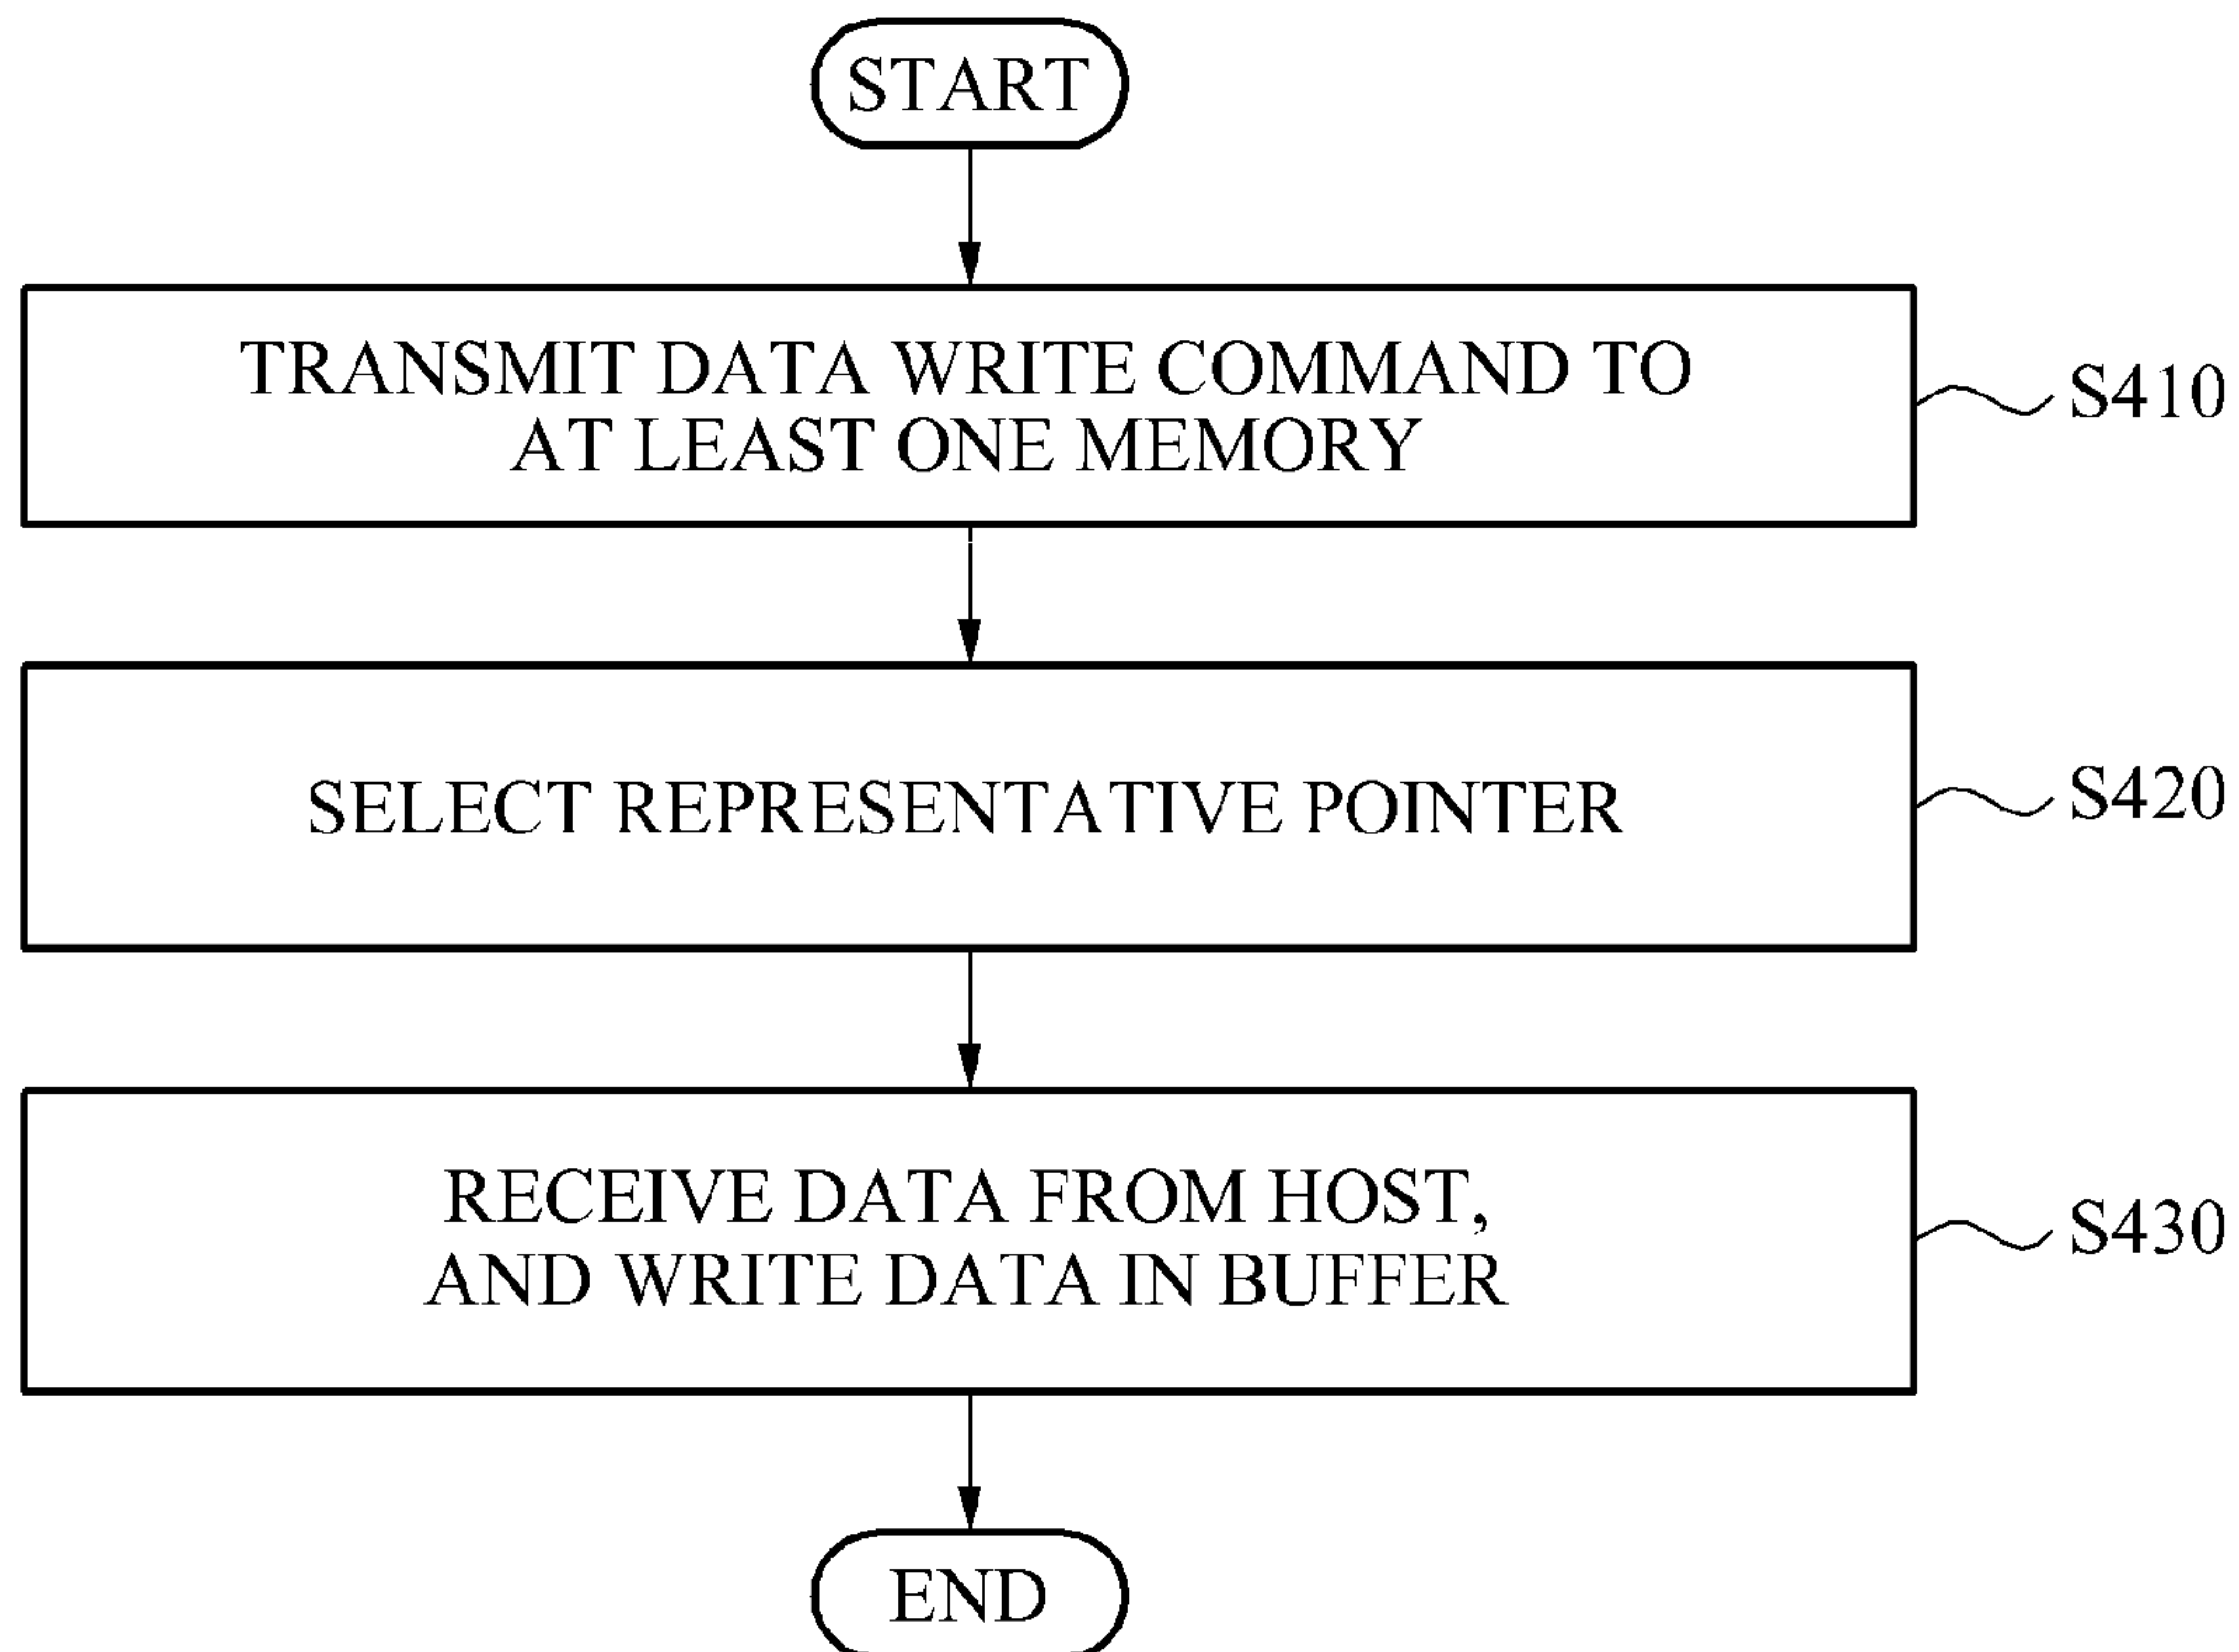 START
TRANSMIT DATA WRITE COMMAND TO
AT LEAST ONE MEMORY
S410
SELECT REPRESENTATIVE POINTER
S420
RECEIVE DATA FROM HOST,
AND WRITE DATA IN BUFFER
S430
END